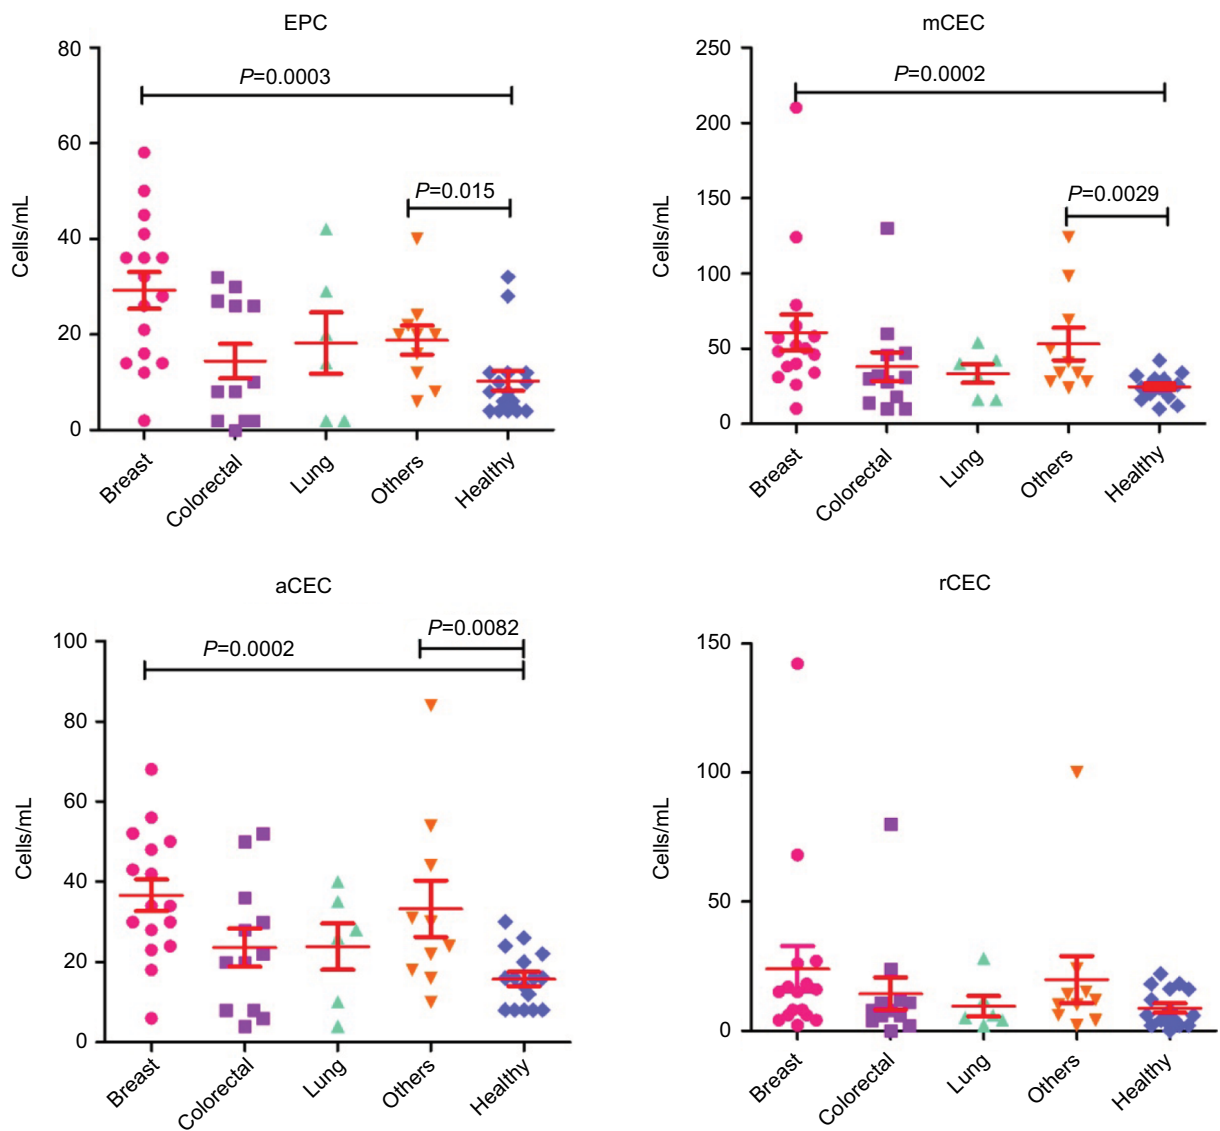 EPC
80
60
40
20
0
Cells/mL
P=0.0003
P=0.015
Breast
Colorectal
Lung
Others
Healthy
mCEC
250
200
150
100
50
0
Cells/mL
P=0.0002
P=0.0029
Breast
Colorectal
Lung
Others
Healthy
aCEC
100
80
60
40
20
0
Cells/mL
P=0.0002
P=0.0082
Breast
Colorectal
Lung
Others
Healthy
rCEC
150
100
50
0
Cells/mL
Breast
Colorectal
Lung
Others
Healthy